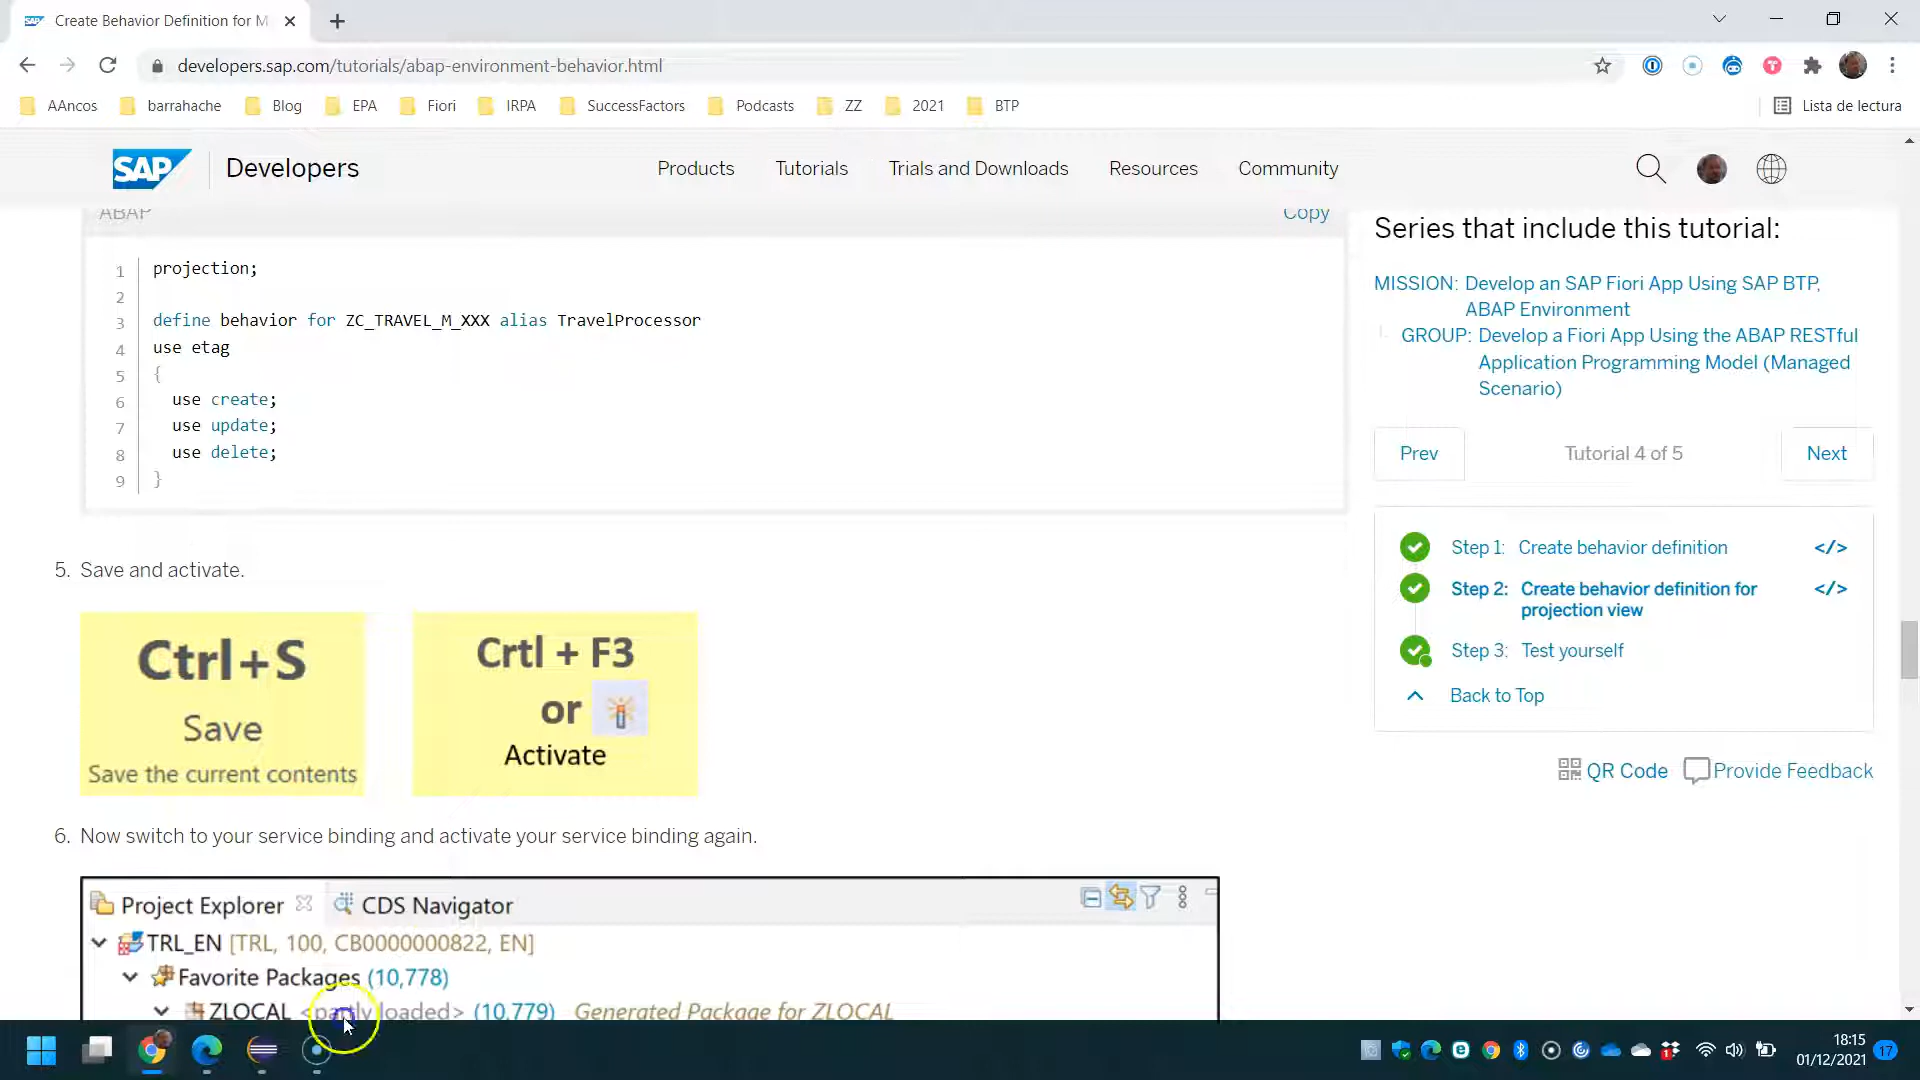 Create Behavior Definition for M
developers.sap.com/tutorials/abap-environment-behavior.html
AAncos barrahache Blog EPA Fiori IRPA SuccessFactors Podcasts ZZ 2021 BTP Lista de lectura
SAP Developers Products Tutorials Trials and Downloads Resources Community
ABAP Copy
1 projection;
2
3 define behavior for ZC_TRAVEL_M_XXX alias TravelProcessor
4 use etag
5 {
6 use create;
7 use update;
8 use delete;
9 }
5. Save and activate.
Ctrl+S
Save
Save the current contents
Crtl + F3
or
Activate
6. Now switch to your service binding and activate your service binding again.
Project Explorer CDS Navigator
TRL_EN [TRL, 100, CB0000000822, EN]
Favorite Packages (10,778)
ZLOCAL <partly loaded> (10,779) Generated Package for ZLOCAL
Series that include this tutorial:
MISSION: Develop an SAP Fiori App Using SAP BTP,
ABAP Environment
GROUP: Develop a Fiori App Using the ABAP RESTful
Application Programming Model (Managed
Scenario)
Prev Tutorial 4 of 5 Next
Step 1: Create behavior definition </>
Step 2: Create behavior definition for </>
projection view
Step 3: Test yourself
Back to Top
QR Code Provide Feedback
18:15
01/12/2021 17